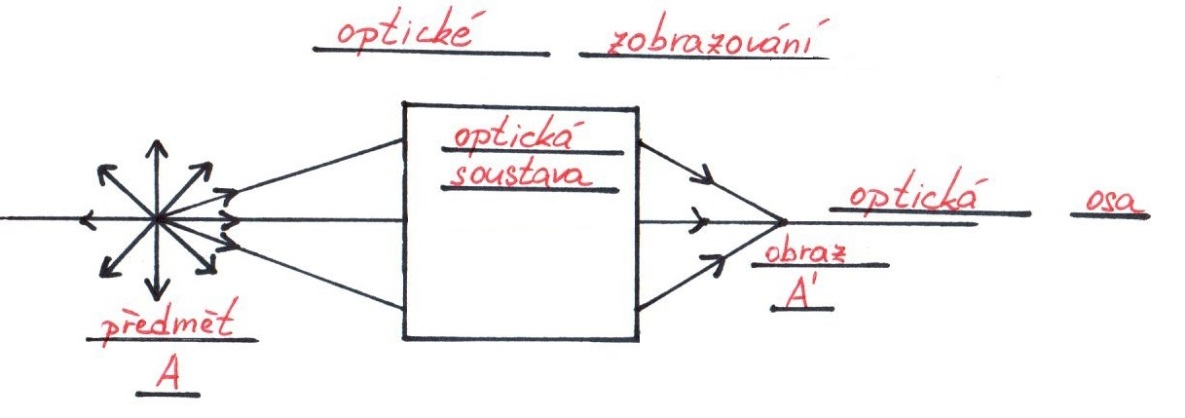 optické zobrazování
optická
soustava
optická osa
obraz
A'
předmět
A